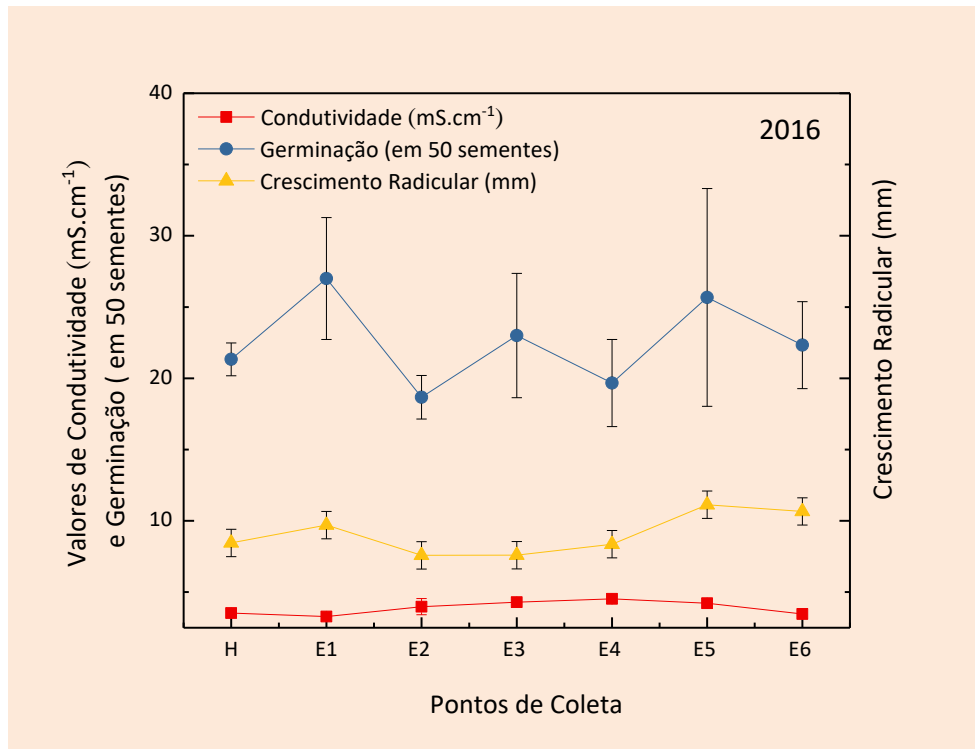 40
30
20
10
Condutividade (mS.cm-1)
Germinação (em 50 sementes)
Crescimento Radicular (mm)
2016
Valores de Condutividade (mS.cm-1)
e Germinação ( em 50 sementes)
Crescimento Radicular (mm)
H E1 E2 E3 E4 E5 E6
Pontos de Coleta